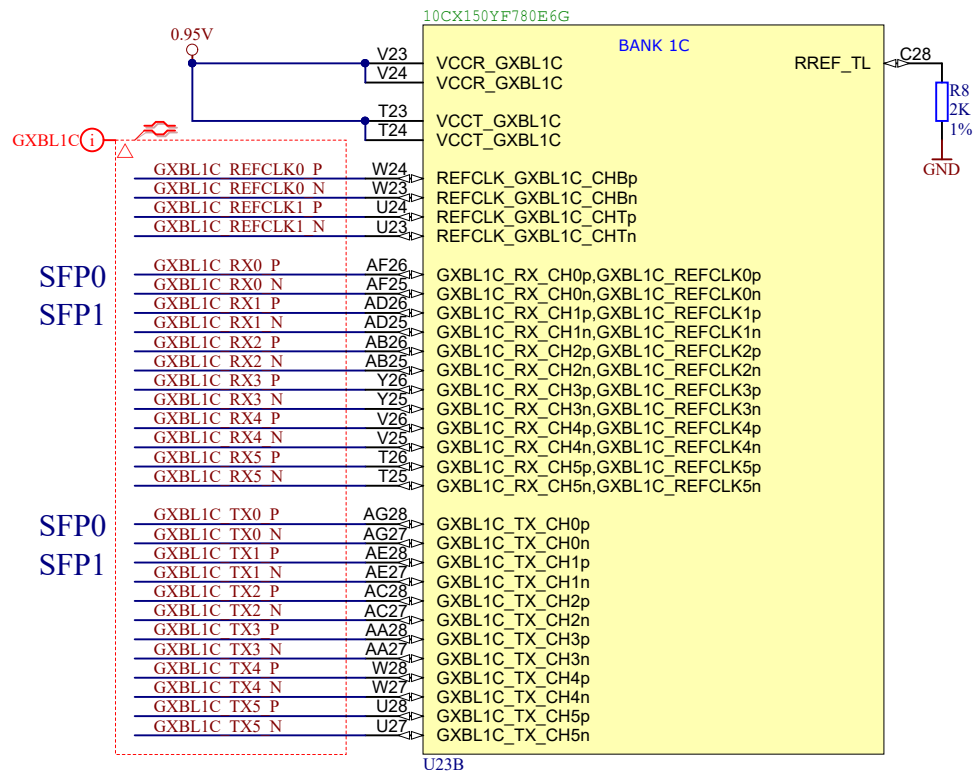 10CX150YF780E6G
BANK 1C
0.95V
V23 VCCR_GXBL1C
V24 VCCR_GXBL1C
RREF_TL C28
R8
2K
1%
GND
T23 VCCT_GXBL1C
T24 VCCT_GXBL1C
GXBL1C i
GXBL1C_REFCLK0_P W24 REFCLK_GXBL1C_CHBp
GXBL1C_REFCLK0_N W23 REFCLK_GXBL1C_CHBn
GXBL1C_REFCLK1_P U24 REFCLK_GXBL1C_CHTp
GXBL1C_REFCLK1_N U23 REFCLK_GXBL1C_CHTn
SFP0
GXBL1C_RX0_P AF26 GXBL1C_RX_CH0p,GXBL1C_REFCLK0p
GXBL1C_RX0_N AF25 GXBL1C_RX_CH0n,GXBL1C_REFCLK0n
SFP1
GXBL1C_RX1_P AD26 GXBL1C_RX_CH1p,GXBL1C_REFCLK1p
GXBL1C_RX1_N AD25 GXBL1C_RX_CH1n,GXBL1C_REFCLK1n
GXBL1C_RX2_P AB26 GXBL1C_RX_CH2p,GXBL1C_REFCLK2p
GXBL1C_RX2_N AB25 GXBL1C_RX_CH2n,GXBL1C_REFCLK2n
GXBL1C_RX3_P Y26 GXBL1C_RX_CH3p,GXBL1C_REFCLK3p
GXBL1C_RX3_N Y25 GXBL1C_RX_CH3n,GXBL1C_REFCLK3n
GXBL1C_RX4_P V26 GXBL1C_RX_CH4p,GXBL1C_REFCLK4p
GXBL1C_RX4_N V25 GXBL1C_RX_CH4n,GXBL1C_REFCLK4n
GXBL1C_RX5_P T26 GXBL1C_RX_CH5p,GXBL1C_REFCLK5p
GXBL1C_RX5_N T25 GXBL1C_RX_CH5n,GXBL1C_REFCLK5n
SFP0
GXBL1C_TX0_P AG28 GXBL1C_TX_CH0p
GXBL1C_TX0_N AG27 GXBL1C_TX_CH0n
SFP1
GXBL1C_TX1_P AE28 GXBL1C_TX_CH1p
GXBL1C_TX1_N AE27 GXBL1C_TX_CH1n
GXBL1C_TX2_P AC28 GXBL1C_TX_CH2p
GXBL1C_TX2_N AC27 GXBL1C_TX_CH2n
GXBL1C_TX3_P AA28 GXBL1C_TX_CH3p
GXBL1C_TX3_N AA27 GXBL1C_TX_CH3n
GXBL1C_TX4_P W28 GXBL1C_TX_CH4p
GXBL1C_TX4_N W27 GXBL1C_TX_CH4n
GXBL1C_TX5_P U28 GXBL1C_TX_CH5p
GXBL1C_TX5_N U27 GXBL1C_TX_CH5n
U23B